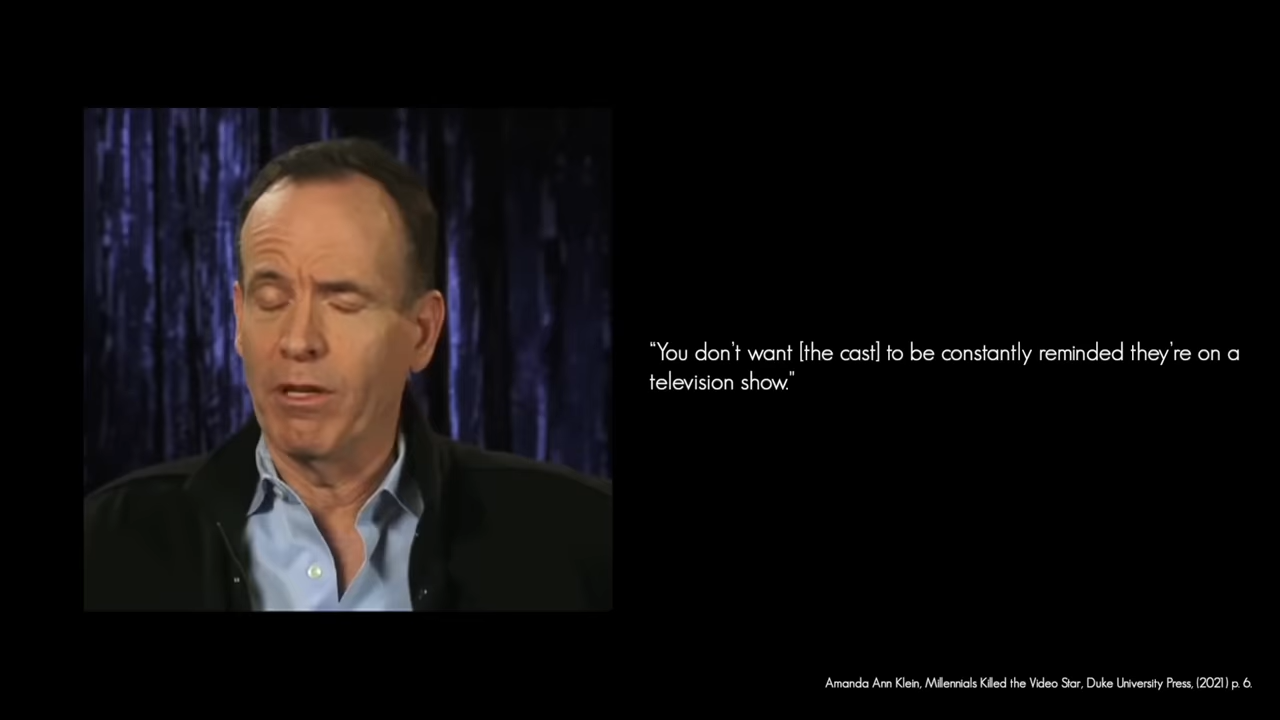 “You don’t want [the cast] to be constantly reminded they’re on a
television show."
Amanda Ann Klein, Millennials Killed the Video Star, Duke University Press, (2021) p. 6.